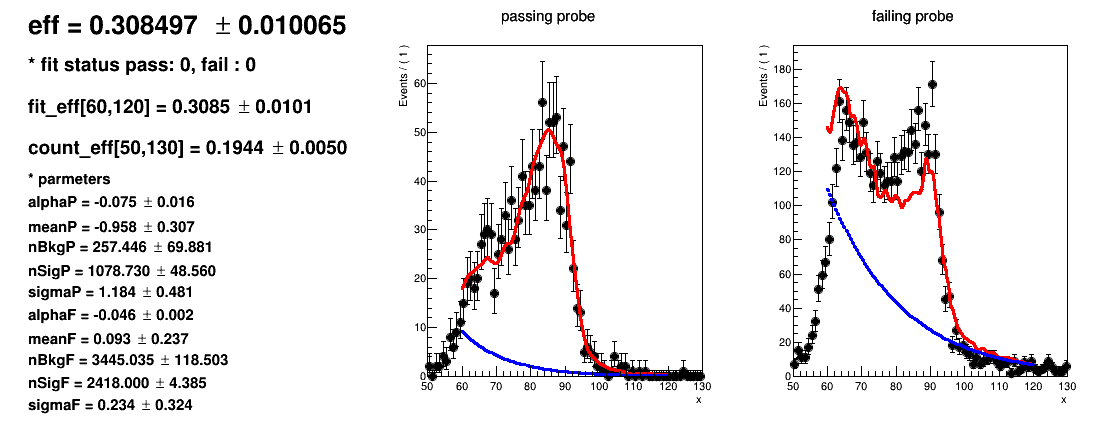 eff = 0.308497 ± 0.010065
* fit status pass: 0, fail : 0
fit_eff[60,120] = 0.3085 ± 0.0101
count_eff[50,130] = 0.1944 ± 0.0050
* parmeters
alphaP = -0.075 ± 0.016
meanP = -0.958 ± 0.307
nBkgP = 257.446 ± 69.881
nSigP = 1078.730 ± 48.560
sigmaP = 1.184 ± 0.481
alphaF = -0.046 ± 0.002
meanF = 0.093 ± 0.237
nBkgF = 3445.035 ± 118.503
nSigF = 2418.000 ± 4.385
sigmaF = 0.234 ± 0.324
passing probe
Events / ( 1 )
60
50
40
30
20
10
0
50 60 70 80 90 100 110 120 130
x
failing probe
Events / ( 1 )
180
160
140
120
100
80
60
40
20
0
50 60 70 80 90 100 110 120 130
x